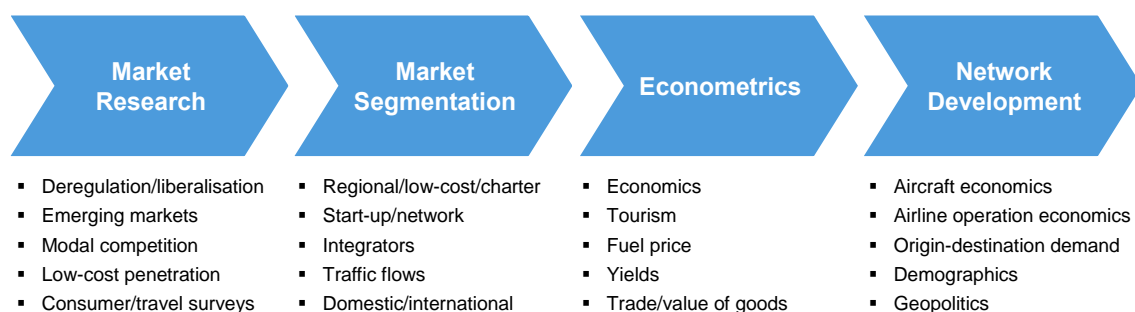 Market
Research
Market
Segmentation
Econometrics
Network
Development
▪ Deregulation/liberalisation
▪ Emerging markets
▪ Modal competition
▪ Low-cost penetration
▪ Consumer/travel surveys
▪ Regional/low-cost/charter
▪ Start-up/network
▪ Integrators
▪ Traffic flows
▪ Domestic/international
▪ Economics
▪ Tourism
▪ Fuel price
▪ Yields
▪ Trade/value of goods
▪ Aircraft economics
▪ Airline operation economics
▪ Origin-destination demand
▪ Demographics
▪ Geopolitics